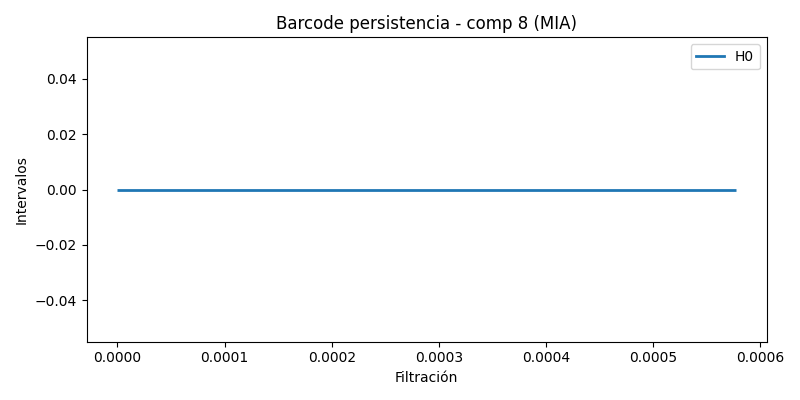 Barcode persistencia - comp 8 (MIA)
H0
0.04
0.02
0.00
−0.02
−0.04
Intervalos
0.0000 0.0001 0.0002 0.0003 0.0004 0.0005 0.0006
Filtración